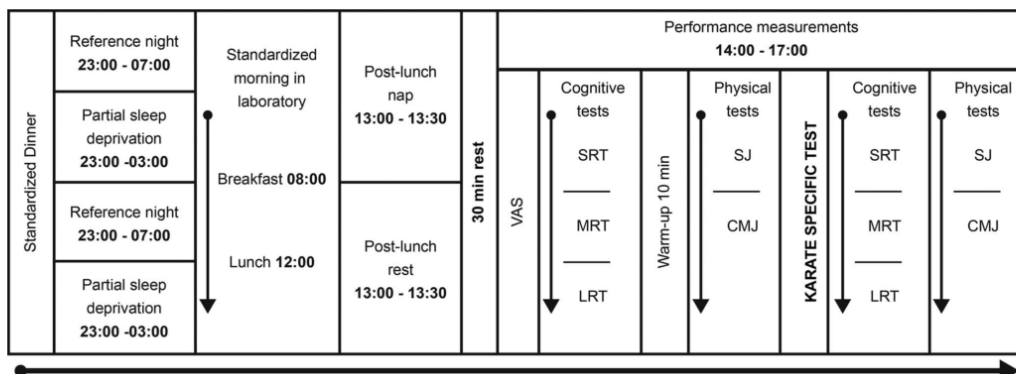 Standardized Dinner
Reference night
23:00 - 07:00
Partial sleep
deprivation
23:00 -03:00
Reference night
23:00 - 07:00
Partial sleep
deprivation
23:00 -03:00
Standardized
morning in
laboratory
Breakfast 08:00
Lunch 12:00
Post-lunch
nap
13:00 - 13:30
Post-lunch
rest
13:00 - 13:30
30 min rest
Performance measurements
14:00 - 17:00
VAS
Cognitive
tests
SRT
MRT
LRT
Warm-up 10 min
Physical tests
SJ
CMJ
KARATE SPECIFIC TEST
Cognitive
tests
SRT
MRT
LRT
Physical tests
SJ
CMJ